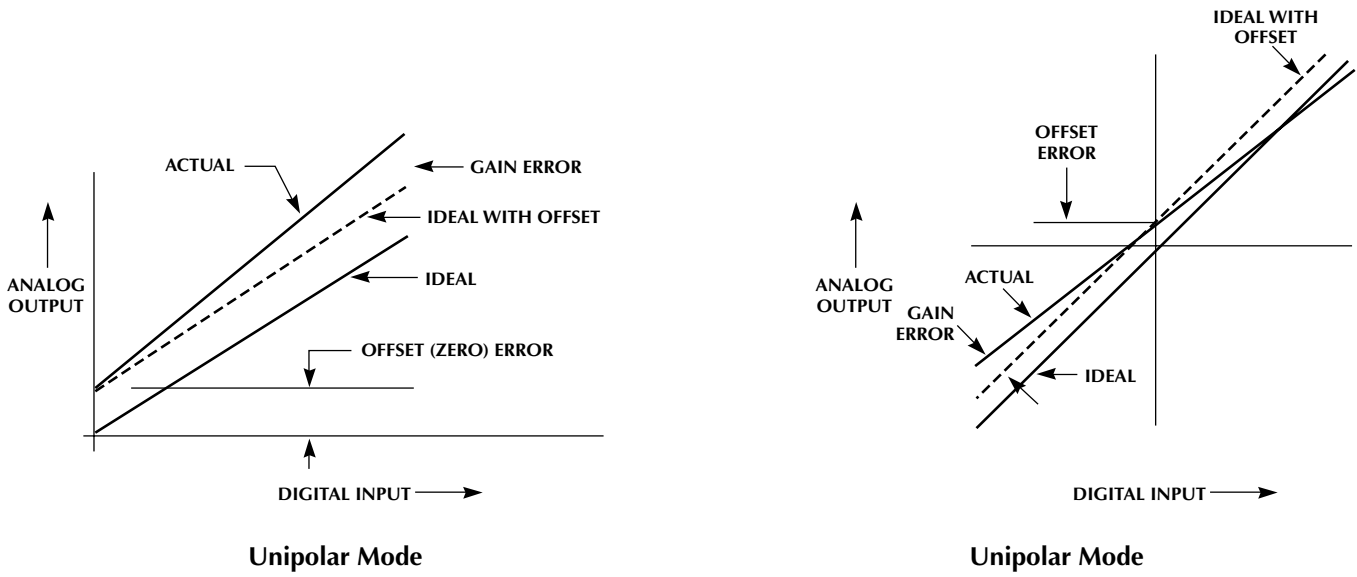 ACTUAL
GAIN ERROR
IDEAL WITH OFFSET
IDEAL
ANALOG
OUTPUT
OFFSET (ZERO) ERROR
DIGITAL INPUT
Unipolar Mode
IDEAL WITH
OFFSET
OFFSET
ERROR
ACTUAL
ANALOG
OUTPUT
GAIN
ERROR
IDEAL
DIGITAL INPUT
Unipolar Mode